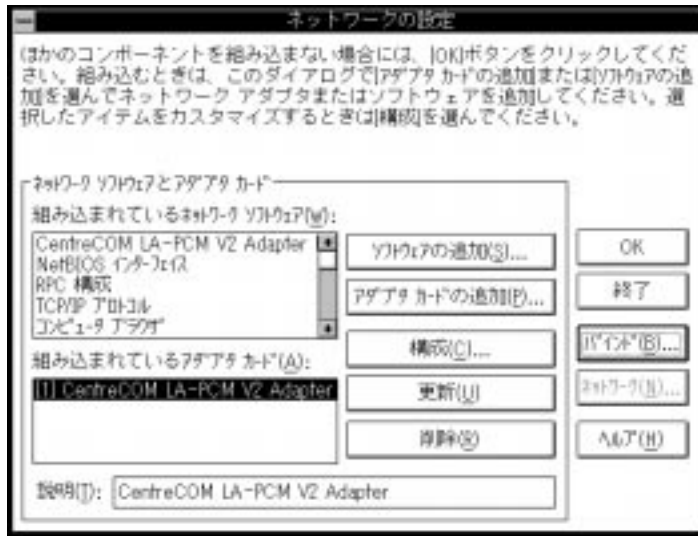 ネットワークの設定
ほかのコンポーネントを組み込まない場合には、[OK]ボタンをクリックしてくだ
さい。組み込むときは、このダイアログで[ｱﾀﾞﾌﾟﾀ ｶｰﾄﾞの追加]または[ｿﾌﾄｳｪｱの追
加]を選んでネットワーク アダプタまたはソフトウェアを追加してください。選
択したアイテムをカスタマイズするときは[構成]を選んでください。
ﾈｯﾄﾜｰｸ ｿﾌﾄｳｪｱとｱﾀﾞﾌﾟﾀ ｶｰﾄﾞ
組み込まれているﾈｯﾄﾜｰｸ ｿﾌﾄｳｪｱ(W):
CentreCOM LA-PCM V2 Adapter
NetBIOS ｲﾝﾀｰﾌｪｲｽ
RPC 構成
TCP/IP ﾌﾟﾛﾄｺﾙ
ｺﾝﾋﾟｭｰﾀ ﾌﾞﾗｳｻﾞ
ｿﾌﾄｳｪｱの追加(S)...
ｱﾀﾞﾌﾟﾀ ｶｰﾄﾞの追加(P)...
構成(C)...
更新(U)
削除(R)
組み込まれているｱﾀﾞﾌﾟﾀ ｶｰﾄﾞ(A):
[1] CentreCOM LA-PCM V2 Adapter
説明(T): CentreCOM LA-PCM V2 Adapter
OK
終了
ﾊﾞｲﾝﾄﾞ(B)...
ﾈｯﾄﾜｰｸ(N)...
ﾍﾙﾌﾟ(H)